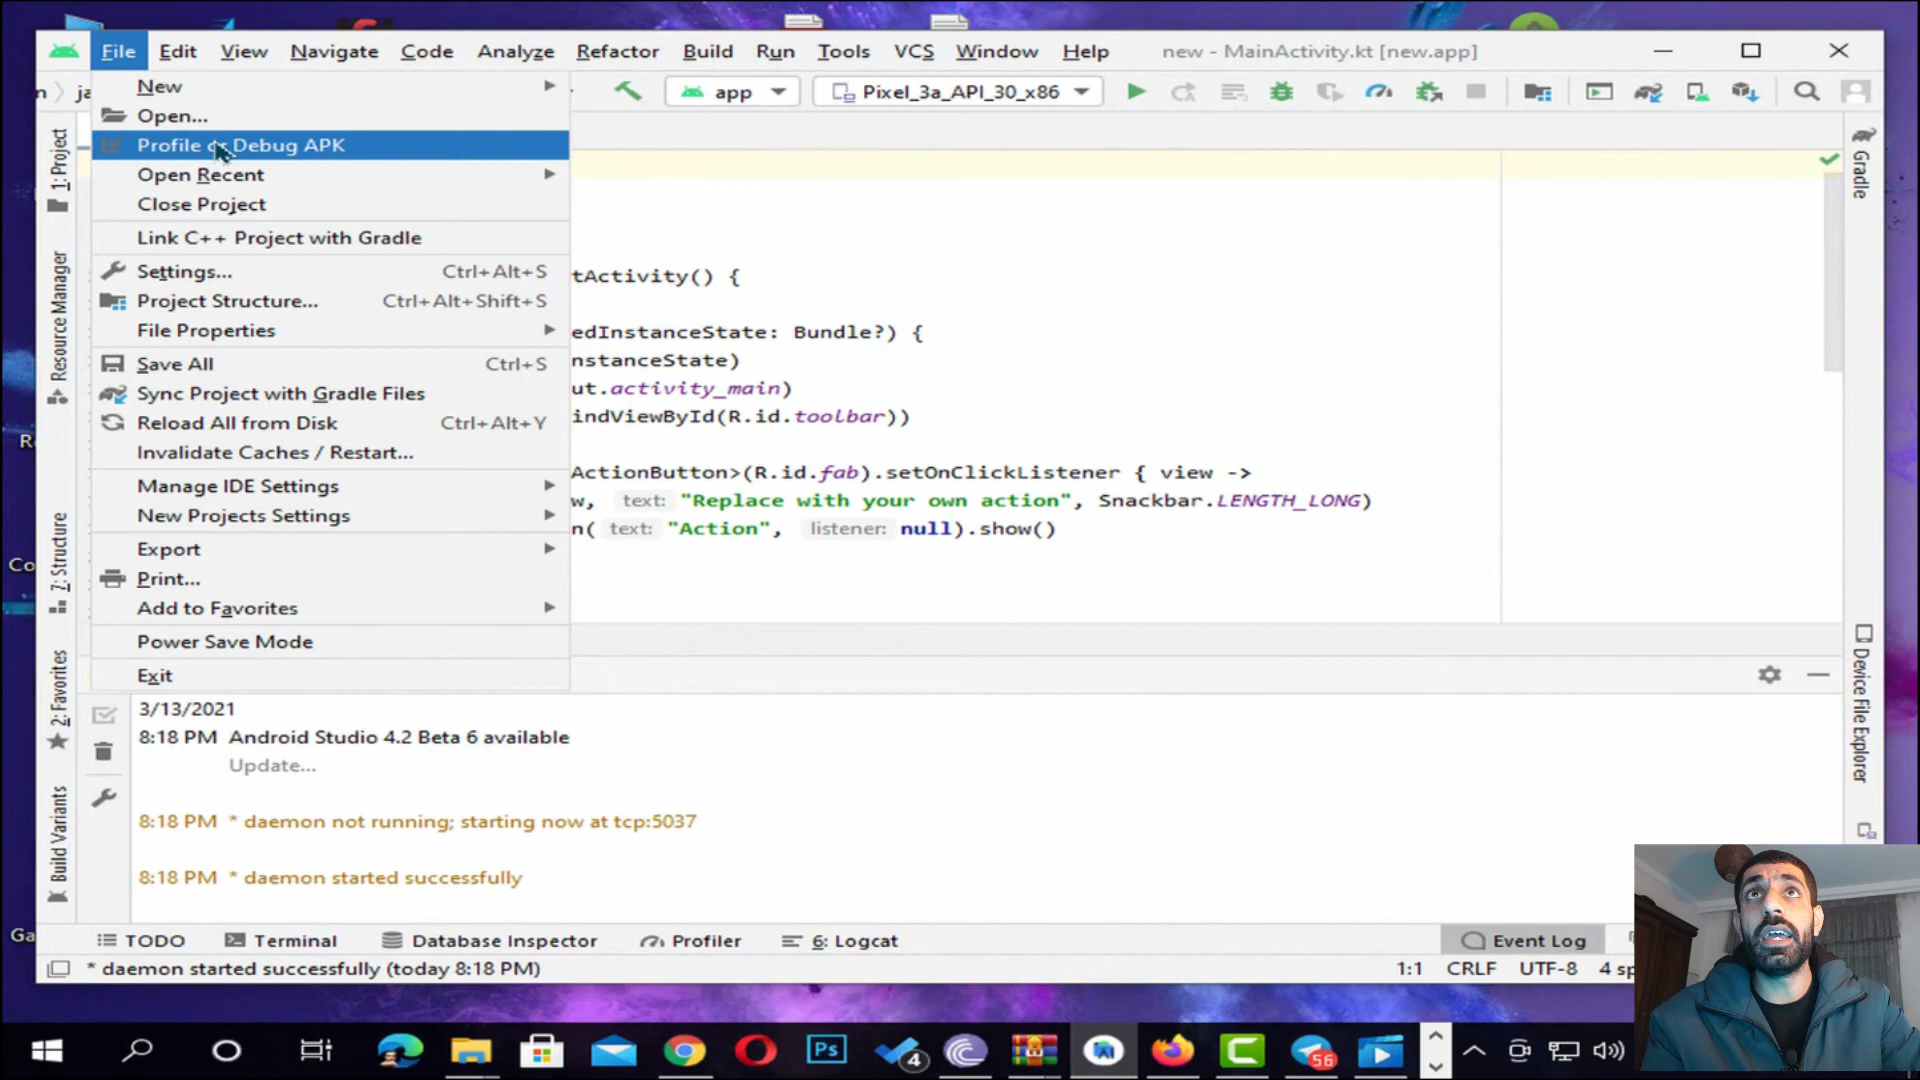 File Edit View Navigate Code Analyze Refactor Build Run Tools VCS Window Help new - MainActivity.kt [new.app]
app Pixel_3a_API_30_x86
New
Open...
Profile or Debug APK
Open Recent
Close Project
Link C++ Project with Gradle
Settings... Ctrl+Alt+S
Project Structure... Ctrl+Alt+Shift+S
File Properties
Save All Ctrl+S
Sync Project with Gradle Files
Reload All from Disk Ctrl+Alt+Y
Invalidate Caches / Restart...
Manage IDE Settings
New Projects Settings
Export
Print...
Add to Favorites
Power Save Mode
Exit
tActivity() {
edInstanceState: Bundle?) {
nstanceState)
ut.activity_main)
indViewById(R.id.toolbar))
ActionButton>(R.id.fab).setOnClickListener { view ->
w, text: "Replace with your own action", Snackbar.LENGTH_LONG)
n( text: "Action", listener: null).show()
1: Project
Resource Manager
7: Structure
2: Favorites
Build Variants
Gradle
Device File Explorer
3/13/2021
8:18 PM Android Studio 4.2 Beta 6 available
Update...
8:18 PM * daemon not running; starting now at tcp:5037
8:18 PM * daemon started successfully
TODO Terminal Database Inspector Profiler 6: Logcat Event Log
* daemon started successfully (today 8:18 PM) 1:1 CRLF UTF-8 4 sp
Ps 4 56